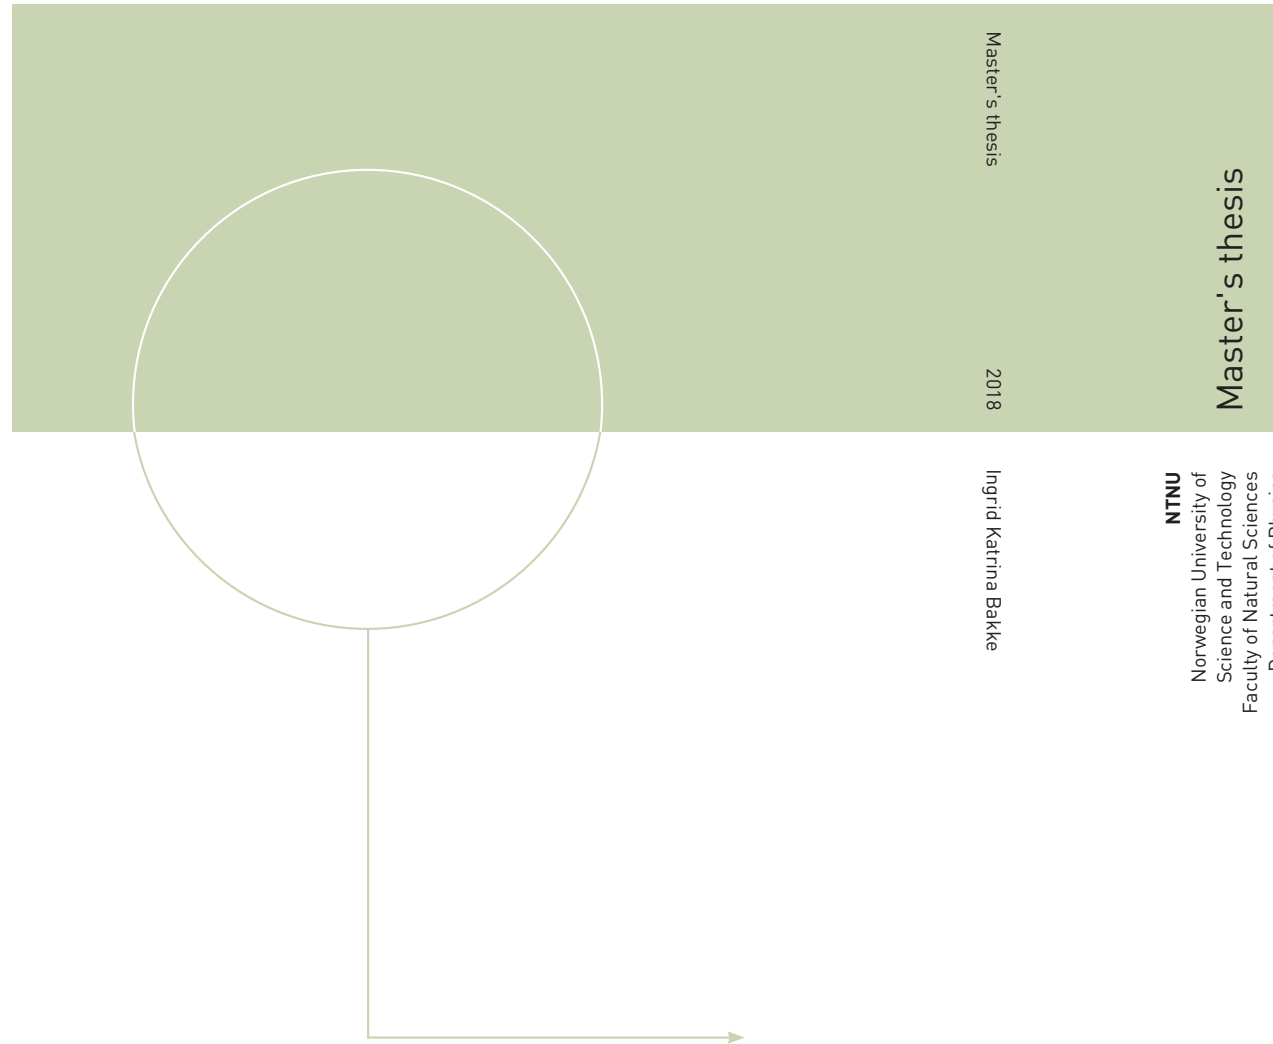 Master's thesis
2018
Ingrid Katrina Bakke
Master's thesis
NTNU
Norwegian University of
Science and Technology
Faculty of Natural Sciences